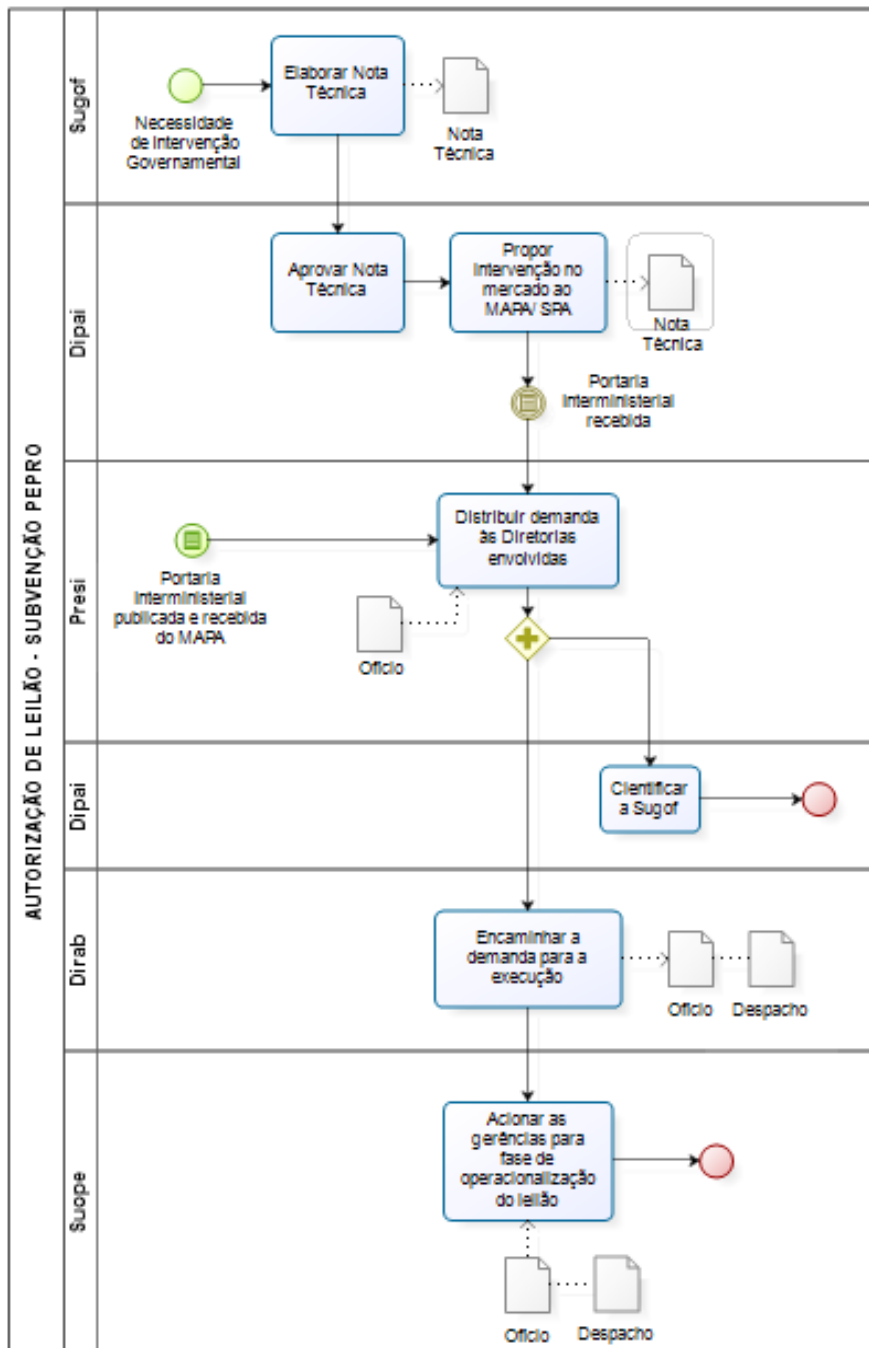 AUTORIZAÇÃO DE LEILÃO - SUBVENÇÃO PEPRO
Sugof
Necessidade
de Intervenção
Governamental
Elaborar Nota
Técnica
Nota
Técnica
Dipai
Aprovar Nota
Técnica
Propor
Intervenção no
mercado ao
MAPA/ SPA
Nota
Técnica
Portaria
Interministerial
recebida
Presi
Portaria
Interministerial
publicada e recebida
do MAPA
Distribuir demanda
às Diretorias
envolvidas
Ofício
Dipai
Cientificar
a Sugof
Dirab
Encaminhar a
demanda para a
execução
Ofício
Despacho
Suope
Acionar as
gerências para
fase de
operacionalização
do leilão
Ofício
Despacho